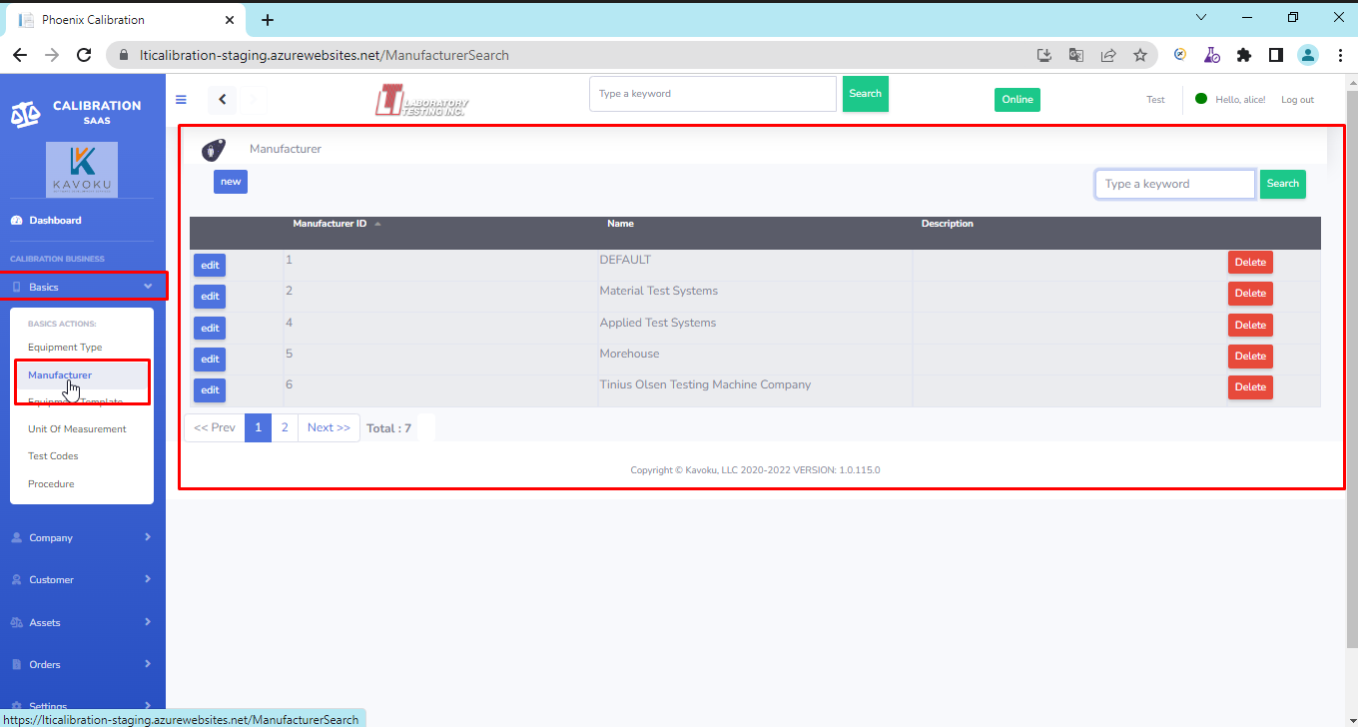 Phoenix Calibration
lticalibration-staging.azurewebsites.net/ManufacturerSearch
CALIBRATION
SAAS
KAVOKU
Dashboard
CALIBRATION BUSINESS
Basics
BASICS ACTIONS:
Equipment Type
Manufacturer
Equipment Template
Unit Of Measurement
Test Codes
Procedure
Company
Customer
Assets
Orders
Settings
https://lticalibration-staging.azurewebsites.net/ManufacturerSearch
LABORATORY
TESTING INC.
Type a keyword
Search
Online
Test
Hello, alice!
Log out
Manufacturer
new
Type a keyword
Search
Manufacturer ID Name Description
edit 1 DEFAULT Delete
edit 2 Material Test Systems Delete
edit 4 Applied Test Systems Delete
edit 5 Morehouse Delete
edit 6 Tinius Olsen Testing Machine Company Delete
<< Prev 1 2 Next >> Total : 7
Copyright © Kavoku, LLC 2020-2022 VERSION: 1.0.115.0